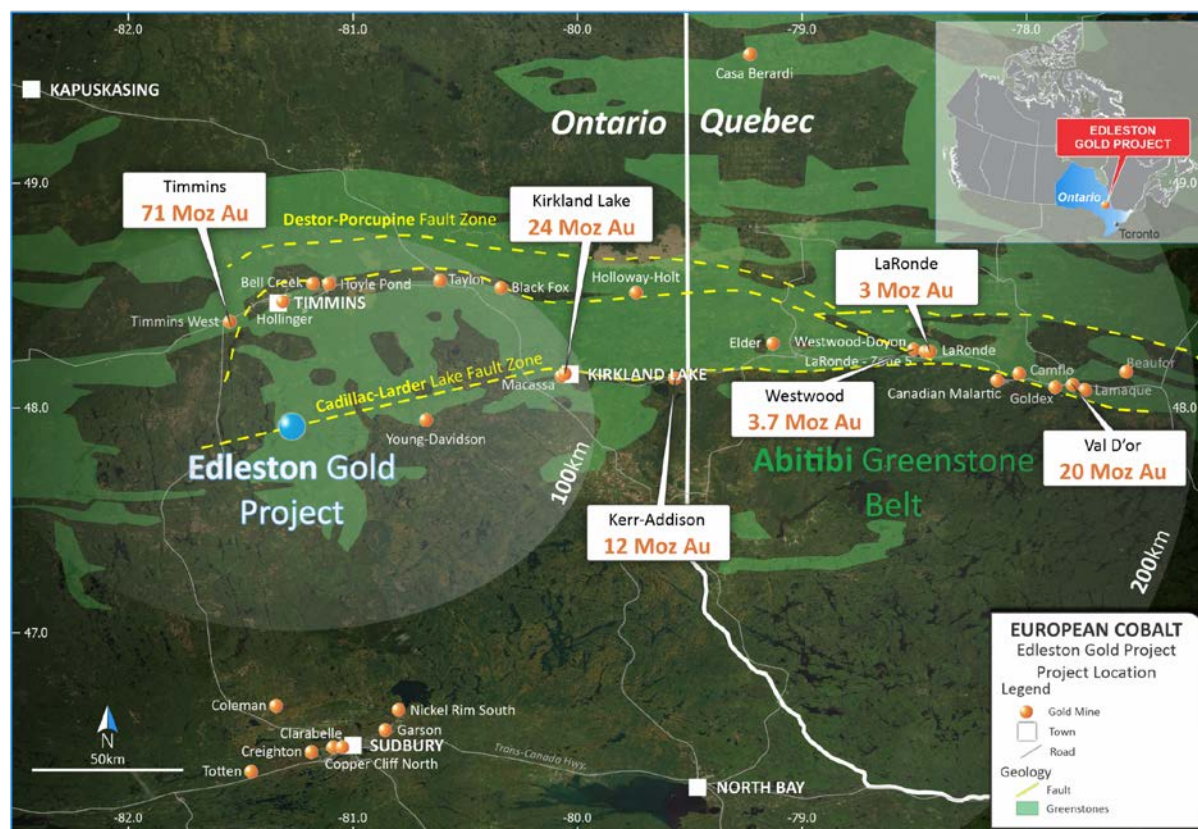 -82.0
-81.0
-80.0
-79.0
-78.0
KAPUSKASING
Casa Berardi
Ontario
Quebec
EDLESTON
GOLD PROJECT
Ontario
Toronto
49.0
49.0
Timmins
71 Moz Au
Destor-Porcupine Fault Zone
Kirkland Lake
24 Moz Au
LaRonde
3 Moz Au
Bell Creek
Hoyle Pond
Taylor
Black Fox
Holloway-Holt
TIMMINS
Hollinger
Timmins West
Elder
Westwood-Doyon
LaRonde
LaRonde - Zone 5
Beaufor
Cadillac-Larder Lake Fault Zone
Macassa
KIRKLAND LAKE
Camflo
Canadian Malartic
Goldex
Lamaque
48.0
48.0
Westwood
3.7 Moz Au
Young-Davidson
Edleston Gold
Project
100km
Abitibi Greenstone
Belt
Val D'or
20 Moz Au
Kerr-Addison
12 Moz Au
200km
47.0
EUROPEAN COBALT
Edleston Gold Project
Project Location
Legend
Gold Mine
Town
Road
Geology
Fault
Greenstones
Coleman
Nickel Rim South
Clarabelle
Garson
Creighton
SUDBURY
Copper Cliff North
Totten
Trans-Canada Hwy.
NORTH BAY
N
50km
-82.0
-81.0
-80.0
-79.0